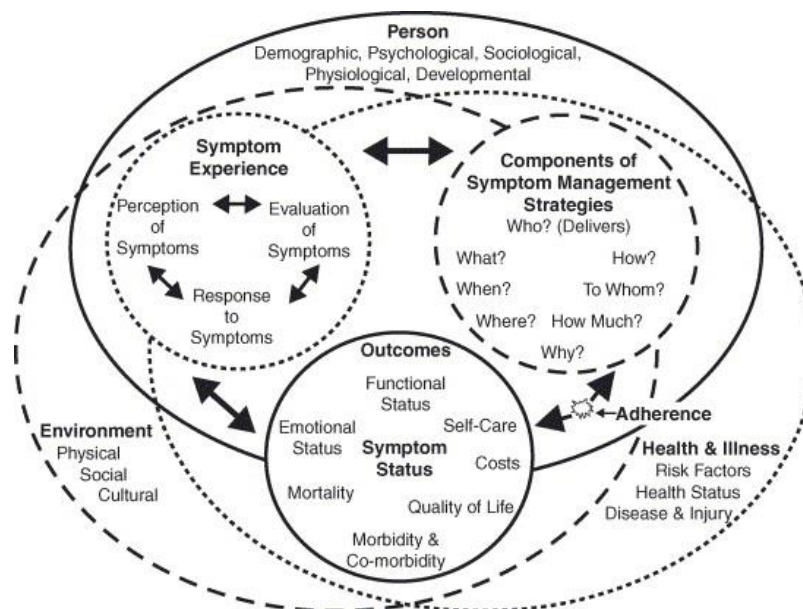 Person
Demographic, Psychological, Sociological,
Physiological, Developmental
Symptom
Experience
Perception
of
Symptoms
Evaluation
of
Symptoms
Response
to
Symptoms
Components of
Symptom Management
Strategies
Who? (Delivers)
What?
How?
When?
To Whom?
Where?
How Much?
Why?
Outcomes
Functional
Status
Emotional
Status
Self-Care
Symptom
Status
Costs
Mortality
Quality of Life
Morbidity &
Co-morbidity
Adherence
Environment
Physical
Social
Cultural
Health & Illness
Risk Factors
Health Status
Disease & Injury